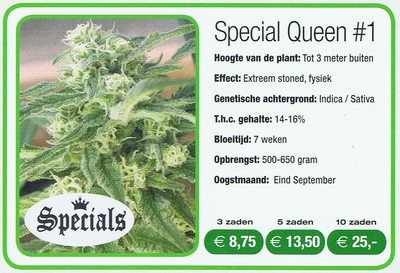 Special Queen #1
Hoogte van de plant: Tot 3 meter buiten
Effect: Extreem stoned, fysiek
Genetische achtergrond: Indica / Sativa
T.h.c. gehalte: 14-16%
Bloeitijd: 7 weken
Opbrengst: 500-650 gram
Oogstmaand: Eind September
Specials
3 zaden 5 zaden 10 zaden
€ 8,75 € 13,50 € 25,-